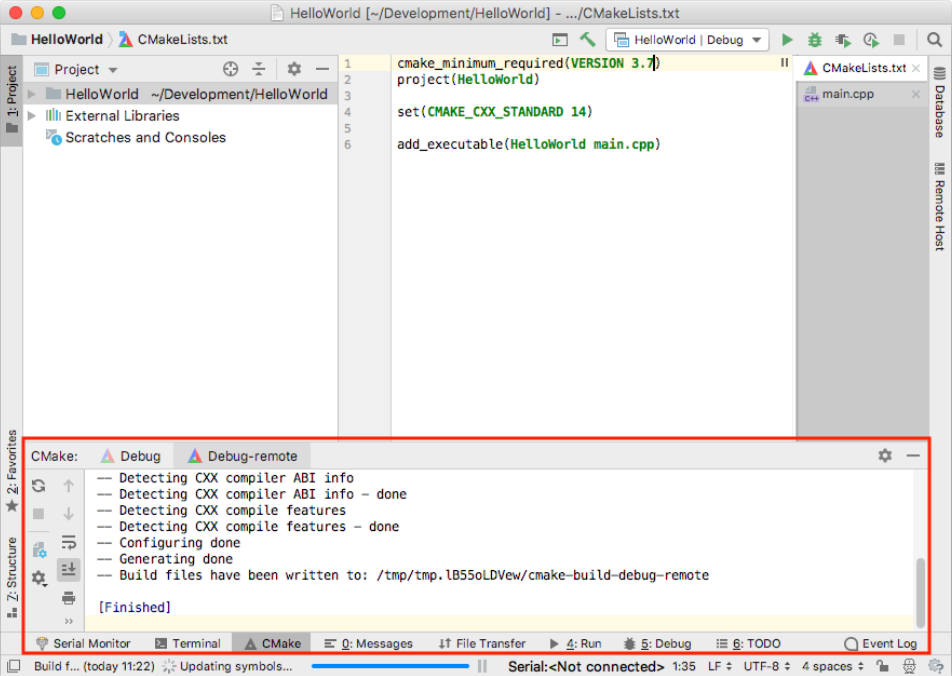 HelloWorld [~/Development/HelloWorld] - .../CMakeLists.txt
HelloWorld CMakeLists.txt HelloWorld | Debug
1: Project
Project
HelloWorld ~/Development/HelloWorld
External Libraries
Scratches and Consoles
1 cmake_minimum_required(VERSION 3.7)
2 project(HelloWorld)
3
4 set(CMAKE_CXX_STANDARD 14)
5
6 add_executable(HelloWorld main.cpp)
CMakeLists.txt
C++ main.cpp
Database
Remote Host
2: Favorites
Z: Structure
CMake: Debug Debug-remote
-- Detecting CXX compiler ABI info
-- Detecting CXX compiler ABI info - done
-- Detecting CXX compile features
-- Detecting CXX compile features - done
-- Configuring done
-- Generating done
-- Build files have been written to: /tmp/tmp.lB55oLDVew/cmake-build-debug-remote
[Finished]
Serial Monitor Terminal CMake 0: Messages File Transfer 4: Run 5: Debug 6: TODO Event Log
Build f... (today 11:22) Updating symbols... Serial:<Not connected> 1:35 LF UTF-8 4 spaces